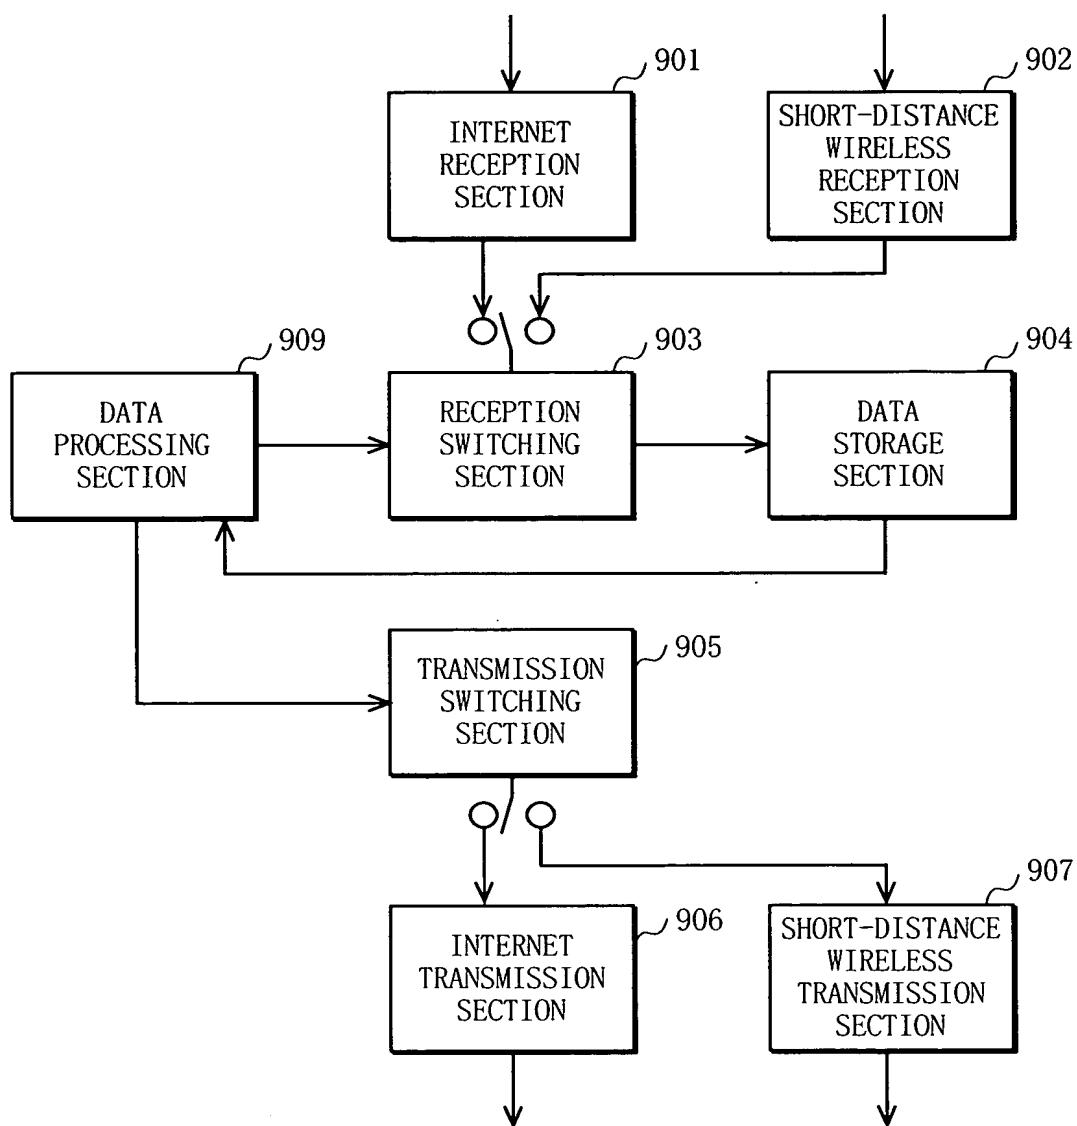 901
INTERNET
RECEPTION
SECTION
902
SHORT-DISTANCE
WIRELESS
RECEPTION
SECTION
909
DATA
PROCESSING
SECTION
903
RECEPTION
SWITCHING
SECTION
904
DATA
STORAGE
SECTION
905
TRANSMISSION
SWITCHING
SECTION
906
INTERNET
TRANSMISSION
SECTION
907
SHORT-DISTANCE
WIRELESS
TRANSMISSION
SECTION